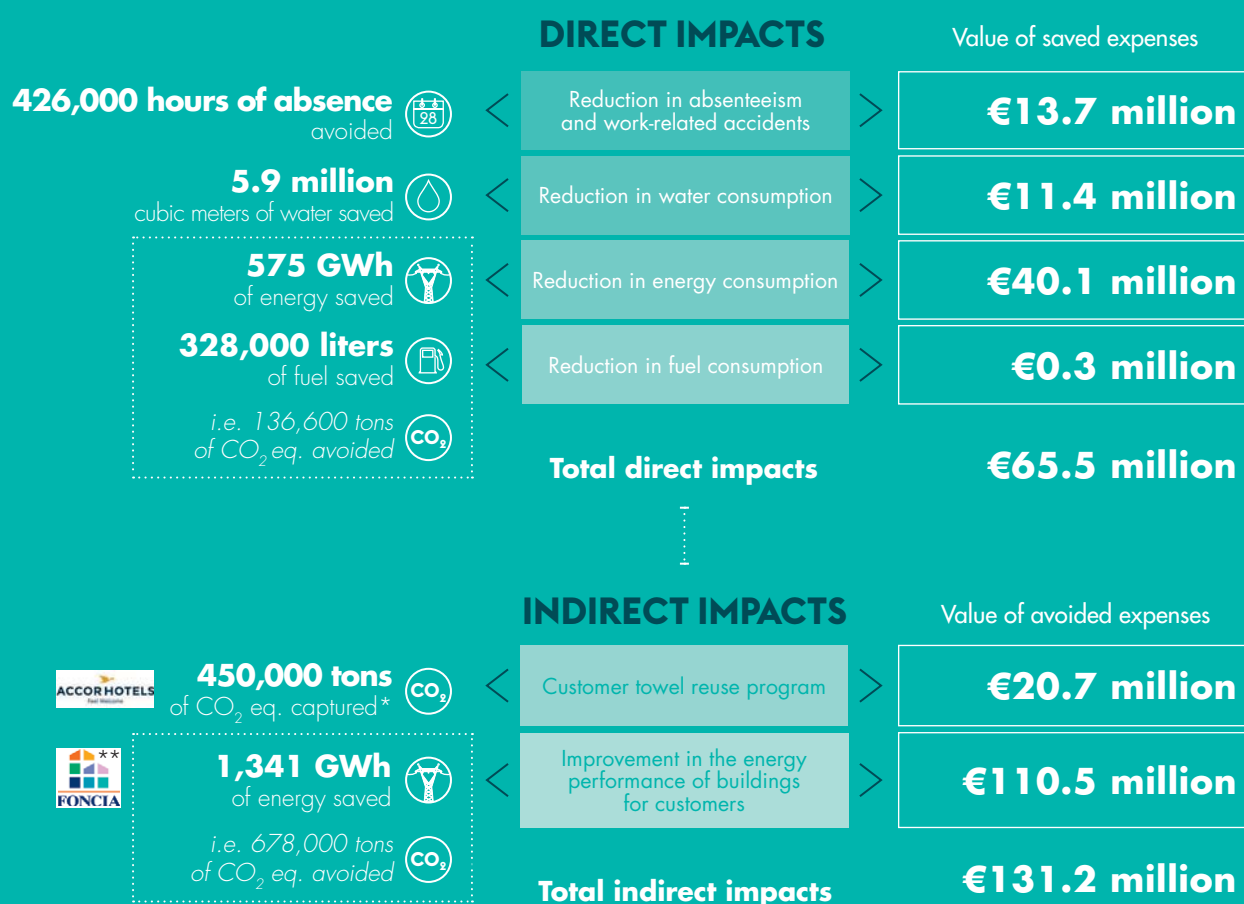 DIRECT IMPACTS
Value of saved expenses
426,000 hours of absence
avoided
28
Reduction in absenteeism
and work-related accidents
€13.7 million
5.9 million
cubic meters of water saved
Reduction in water consumption
€11.4 million
575 GWh
of energy saved
Reduction in energy consumption
€40.1 million
328,000 liters
of fuel saved
Reduction in fuel consumption
€0.3 million
i.e. 136,600 tons
of CO₂ eq. avoided
CO₂
Total direct impacts
€65.5 million
INDIRECT IMPACTS
Value of avoided expenses
ACCORHOTELS
Feel Welcome
450,000 tons
of CO₂ eq. captured*
CO₂
Customer towel reuse program
€20.7 million
**
FONCIA
1,341 GWh
of energy saved
Improvement in the energy
performance of buildings
for customers
€110.5 million
i.e. 678,000 tons
of CO₂ eq. avoided
CO₂
Total indirect impacts
€131.2 million